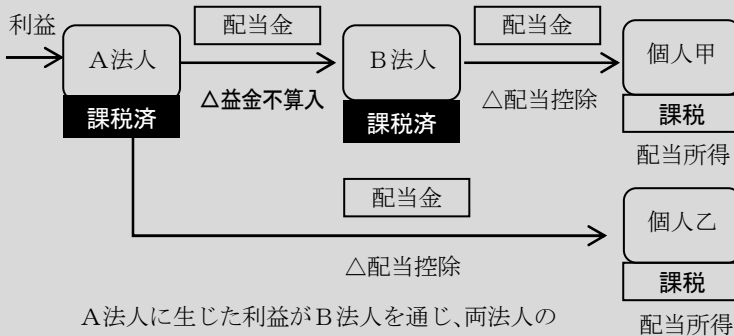 利益
A法人
課税済
配当金
△益金不算入
B法人
課税済
配当金
△配当控除
個人甲
課税
配当所得
配当金
△配当控除
個人乙
課税
配当所得
A法人に生じた利益がB法人を通じ、両法人の